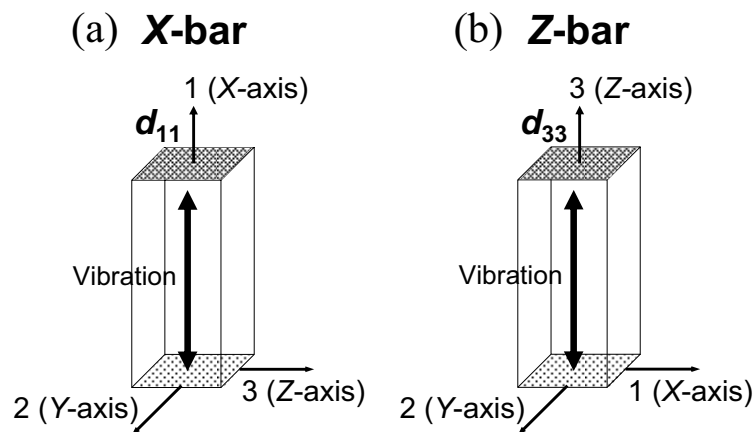 (a) X-bar
1 (X-axis)
d11
Vibration
2 (Y-axis)
3 (Z-axis)
(b) Z-bar
3 (Z-axis)
d33
Vibration
2 (Y-axis)
1 (X-axis)